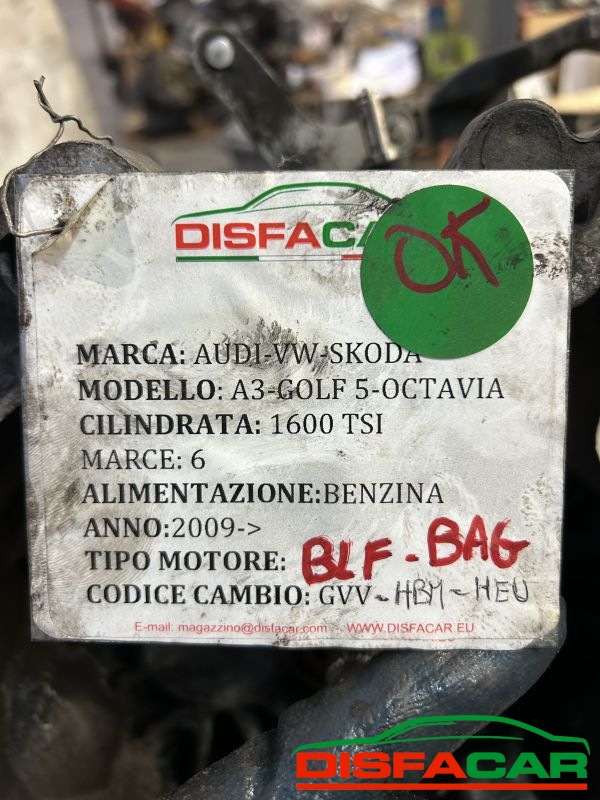 DISFACAR
OK
MARCA: AUDI-VW-SKODA
MODELLO: A3-GOLF 5-OCTAVIA
CILINDRATA: 1600 TSI
MARCE: 6
ALIMENTAZIONE:BENZINA
ANNO:2009->
TIPO MOTORE: BLF-BAG
CODICE CAMBIO: GVV-HBM-HEU
E-mail: magazzino@disfacar.com - WWW.DISFACAR.EU
DISFACAR